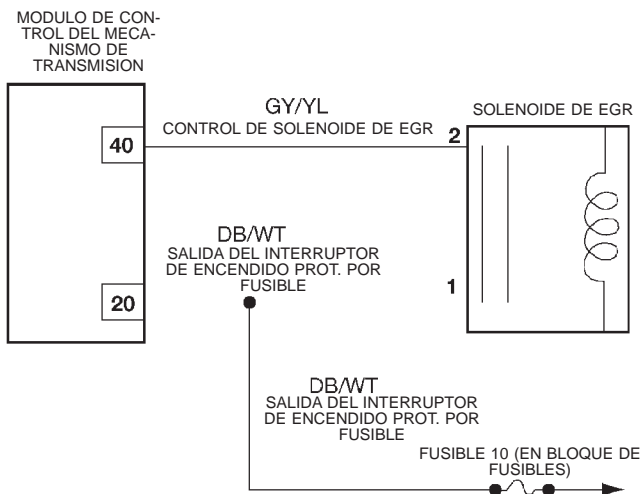 MODULO DE CON-
TROL DEL MECA-
NISMO DE
TRANSMISION
GY/YL
CONTROL DE SOLENOIDE DE EGR
SOLENOIDE DE EGR
40
2
DB/WT
SALIDA DEL INTERRUPTOR
DE ENCENDIDO PROT. POR
FUSIBLE
20
1
DB/WT
SALIDA DEL INTERRUPTOR
DE ENCENDIDO PROT. POR
FUSIBLE
FUSIBLE 10 (EN BLOQUE DE
FUSIBLES)